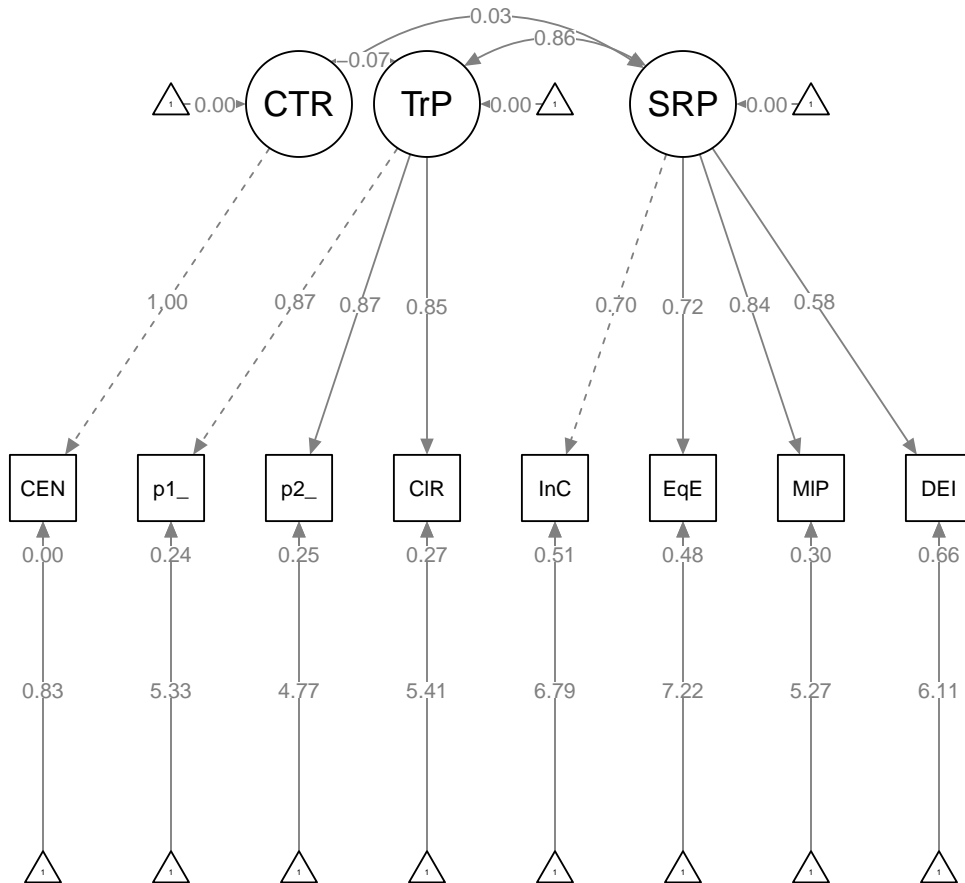 0.03
0.86
-0.07
1 0.00 CTR TrP 0.00 1 SRP 0.00 1
1.00 0.87 0.87 0.85 0.70 0.72 0.84 0.58
CEN p1_ p2_ CIR InC EqE MIP DEI
0.00 0.24 0.25 0.27 0.51 0.48 0.30 0.66
0.83 5.33 4.77 5.41 6.79 7.22 5.27 6.11
1 1 1 1 1 1 1 1